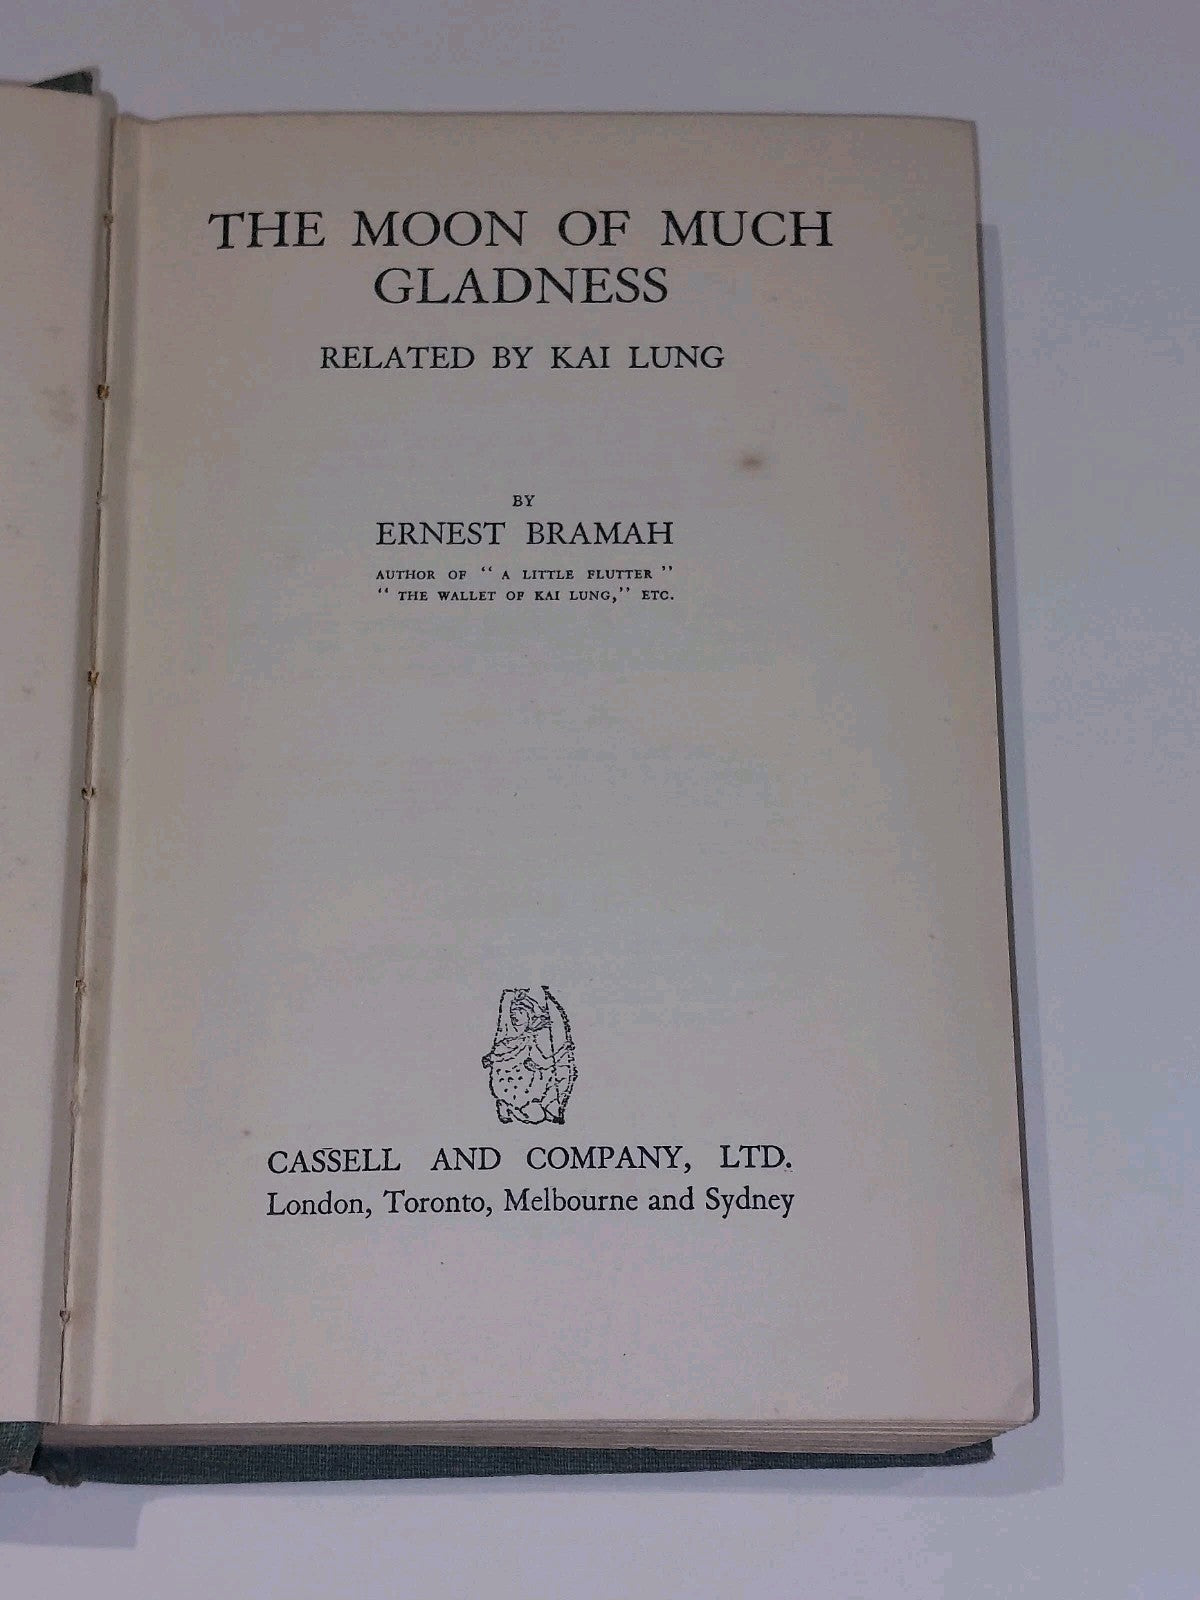 THE MOON OF MUCH
GLADNESS
RELATED BY KAI LUNG
BY
ERNEST BRAMAH
AUTHOR OF “ A LITTLE FLUTTER ”
“ THE WALLET OF KAI LUNG,” ETC.
CASSELL AND COMPANY, LTD.
London, Toronto, Melbourne and Sydney